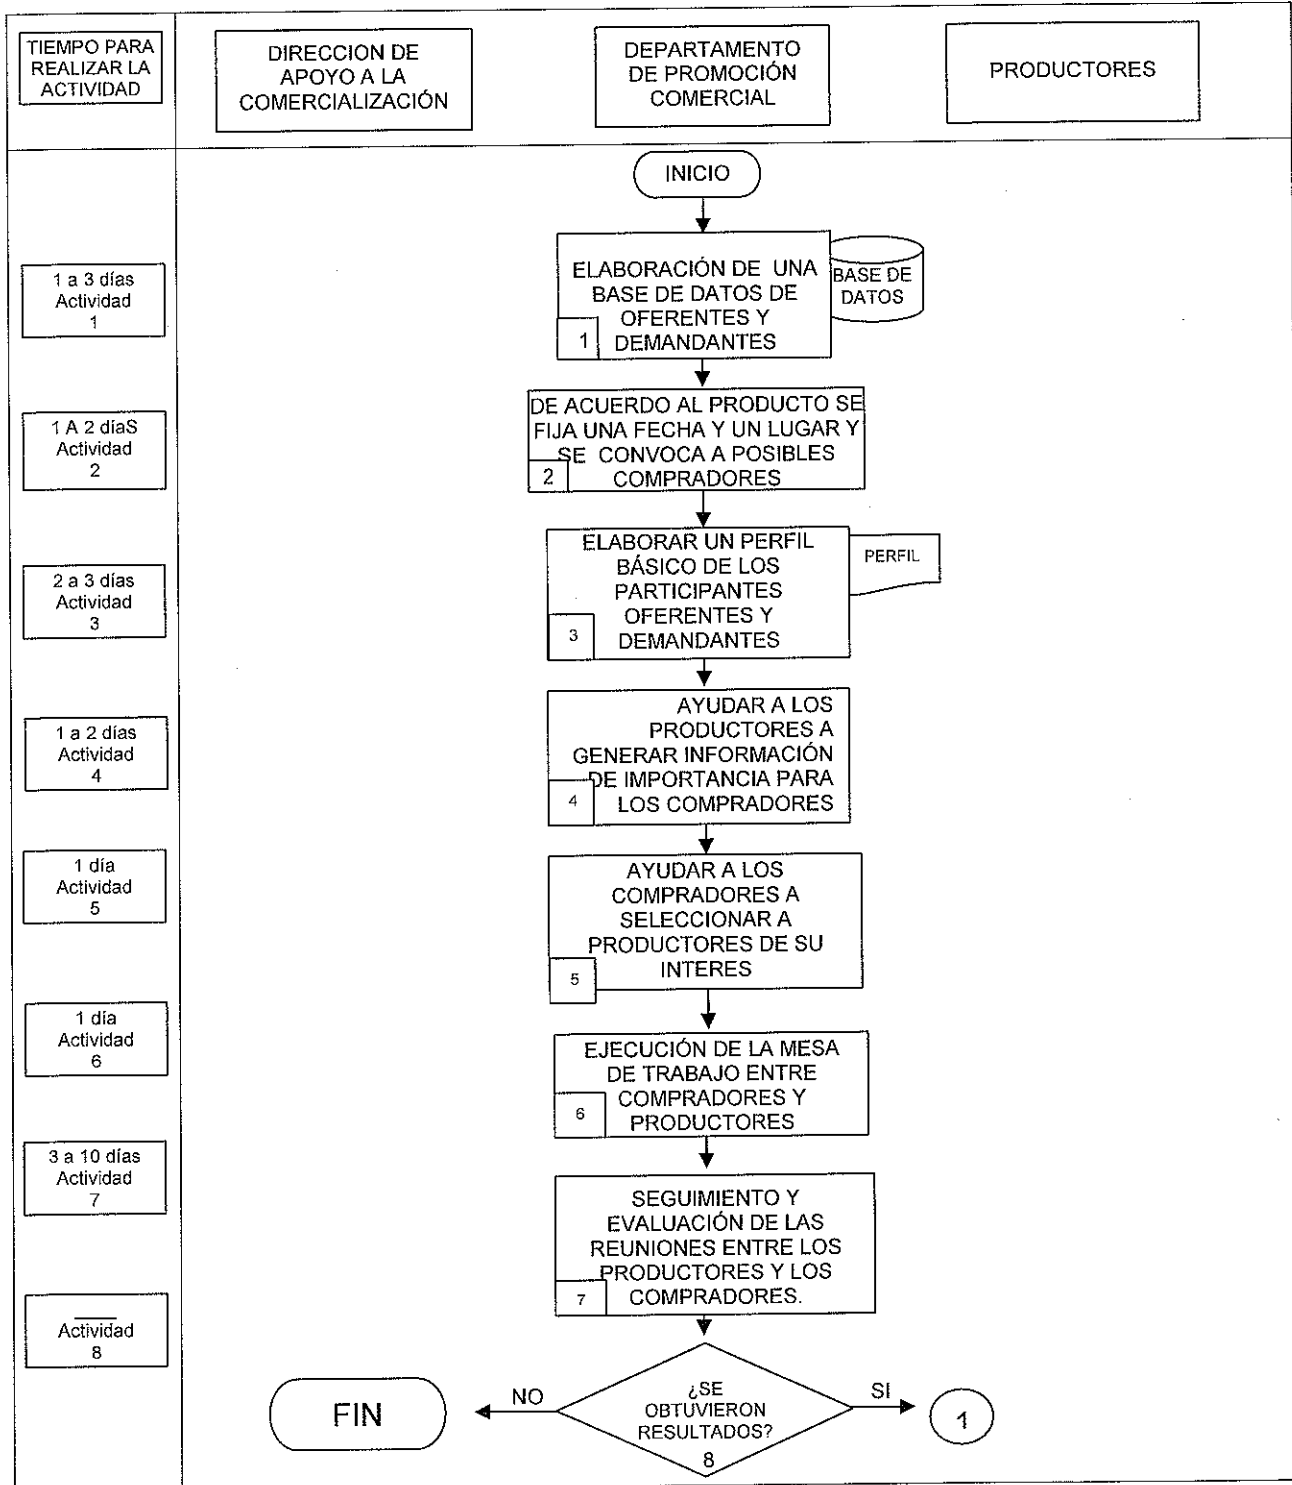 TIEMPO PARA
REALIZAR LA
ACTIVIDAD
DIRECCION DE
APOYO A LA
COMERCIALIZACIÓN
DEPARTAMENTO
DE PROMOCIÓN
COMERCIAL
PRODUCTORES
INICIO
1 a 3 días
Actividad
1
ELABORACIÓN DE UNA
BASE DE DATOS DE
OFERENTES Y
DEMANDANTES
1
BASE DE
DATOS
1 A 2 díaS
Actividad
2
DE ACUERDO AL PRODUCTO SE
FIJA UNA FECHA Y UN LUGAR Y
SE CONVOCA A POSIBLES
COMPRADORES
2
2 a 3 días
Actividad
3
ELABORAR UN PERFIL
BÁSICO DE LOS
PARTICIPANTES
OFERENTES Y
DEMANDANTES
3
PERFIL
1 a 2 días
Actividad
4
AYUDAR A LOS
PRODUCTORES A
GENERAR INFORMACIÓN
DE IMPORTANCIA PARA
LOS COMPRADORES
4
1 día
Actividad
5
AYUDAR A LOS
COMPRADORES A
SELECCIONAR A
PRODUCTORES DE SU
INTERES
5
1 día
Actividad
6
EJECUCIÓN DE LA MESA
DE TRABAJO ENTRE
COMPRADORES Y
PRODUCTORES
6
3 a 10 días
Actividad
7
SEGUIMIENTO Y
EVALUACIÓN DE LAS
REUNIONES ENTRE LOS
PRODUCTORES Y LOS
COMPRADORES.
7
Actividad
8
FIN
NO
¿SE
OBTUVIERON
RESULTADOS?
8
SI
1